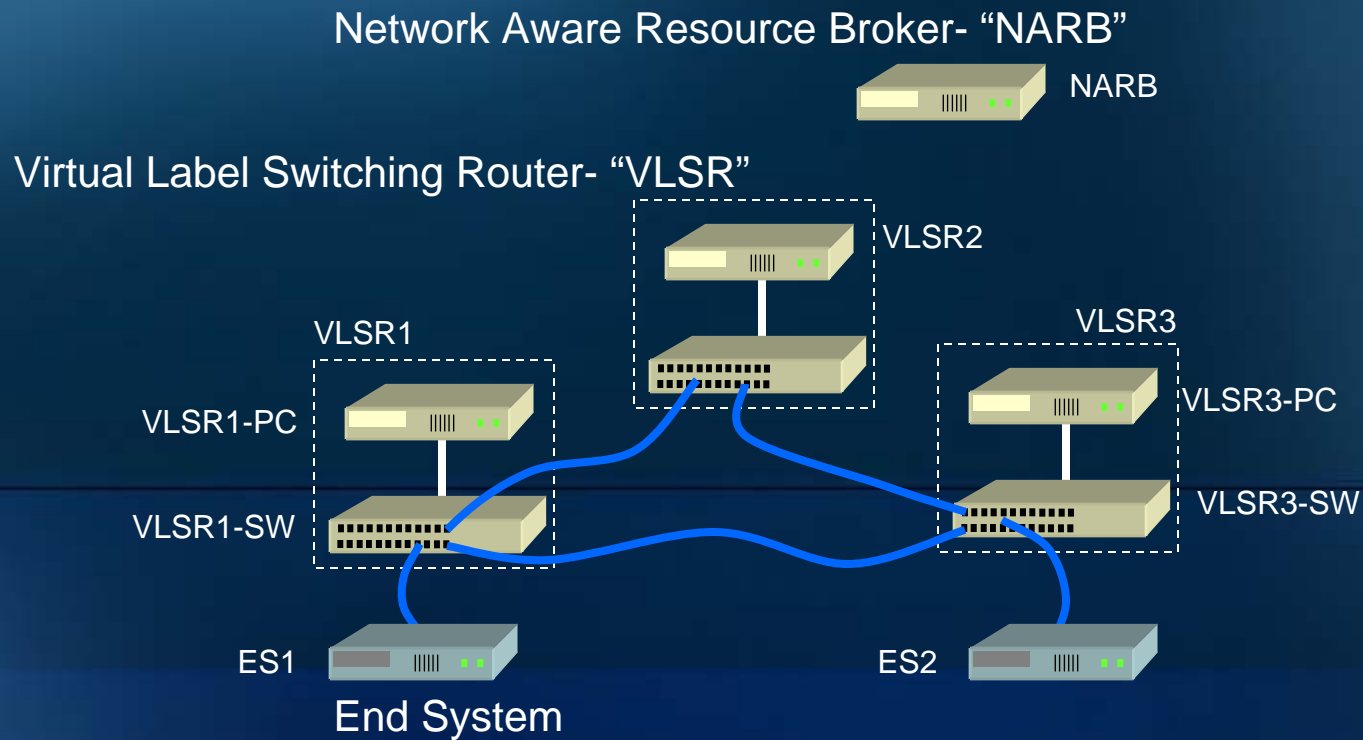 Network Aware Resource Broker- “NARB”
NARB
Virtual Label Switching Router- “VLSR”
VLSR2
VLSR1
VLSR3
VLSR1-PC
VLSR3-PC
VLSR1-SW
VLSR3-SW
ES1
ES2
End System